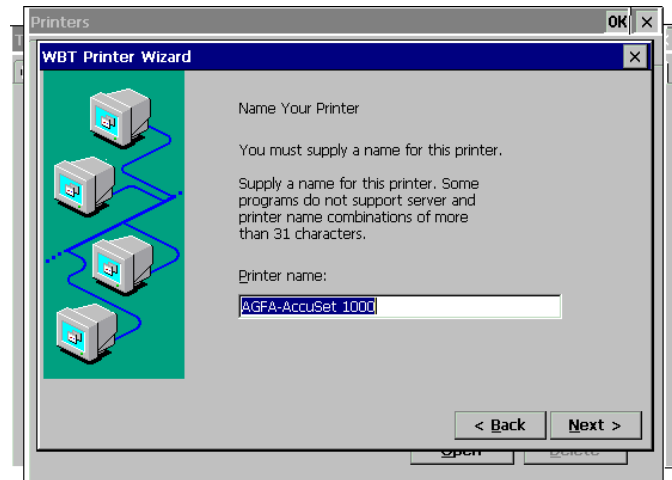 Printers
OK
WBT Printer Wizard
Name Your Printer
You must supply a name for this printer.
Supply a name for this printer. Some
programs do not support server and
printer name combinations of more
than 31 characters.
Printer name:
AGFA-AccuSet 1000
< Back Next >
Open Delete